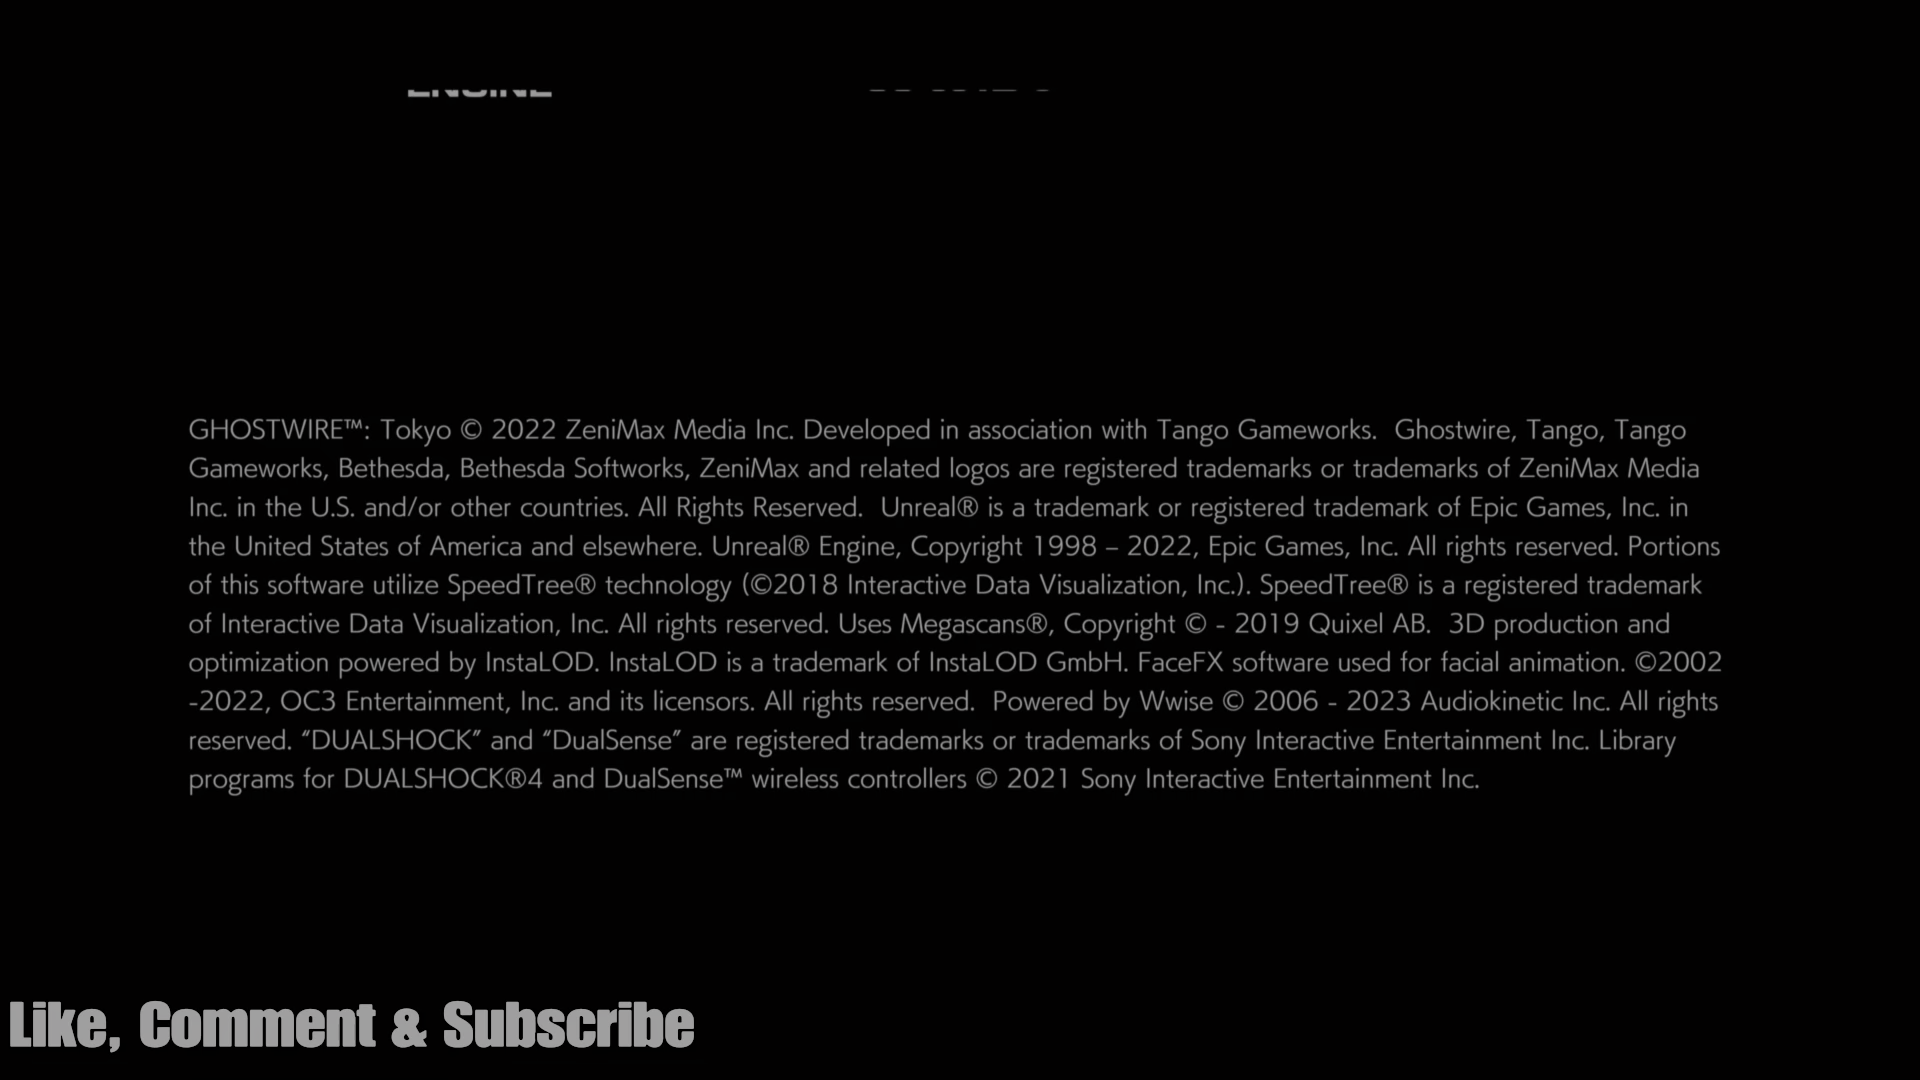 ENGINE
GHOSTWIRE™: Tokyo © 2022 ZeniMax Media Inc. Developed in association with Tango Gameworks.  Ghostwire, Tango, Tango
Gameworks, Bethesda, Bethesda Softworks, ZeniMax and related logos are registered trademarks or trademarks of ZeniMax Media
Inc. in the U.S. and/or other countries. All Rights Reserved.  Unreal® is a trademark or registered trademark of Epic Games, Inc. in
the United States of America and elsewhere. Unreal® Engine, Copyright 1998 – 2022, Epic Games, Inc. All rights reserved. Portions
of this software utilize SpeedTree® technology (©2018 Interactive Data Visualization, Inc.). SpeedTree® is a registered trademark
of Interactive Data Visualization, Inc. All rights reserved. Uses Megascans®, Copyright © - 2019 Quixel AB.  3D production and
optimization powered by InstaLOD. InstaLOD is a trademark of InstaLOD GmbH. FaceFX software used for facial animation. ©2002
-2022, OC3 Entertainment, Inc. and its licensors. All rights reserved.  Powered by Wwise © 2006 - 2023 Audiokinetic Inc. All rights
reserved. “DUALSHOCK” and “DualSense” are registered trademarks or trademarks of Sony Interactive Entertainment Inc. Library
programs for DUALSHOCK®4 and DualSense™ wireless controllers © 2021 Sony Interactive Entertainment Inc.
Like, Comment & Subscribe